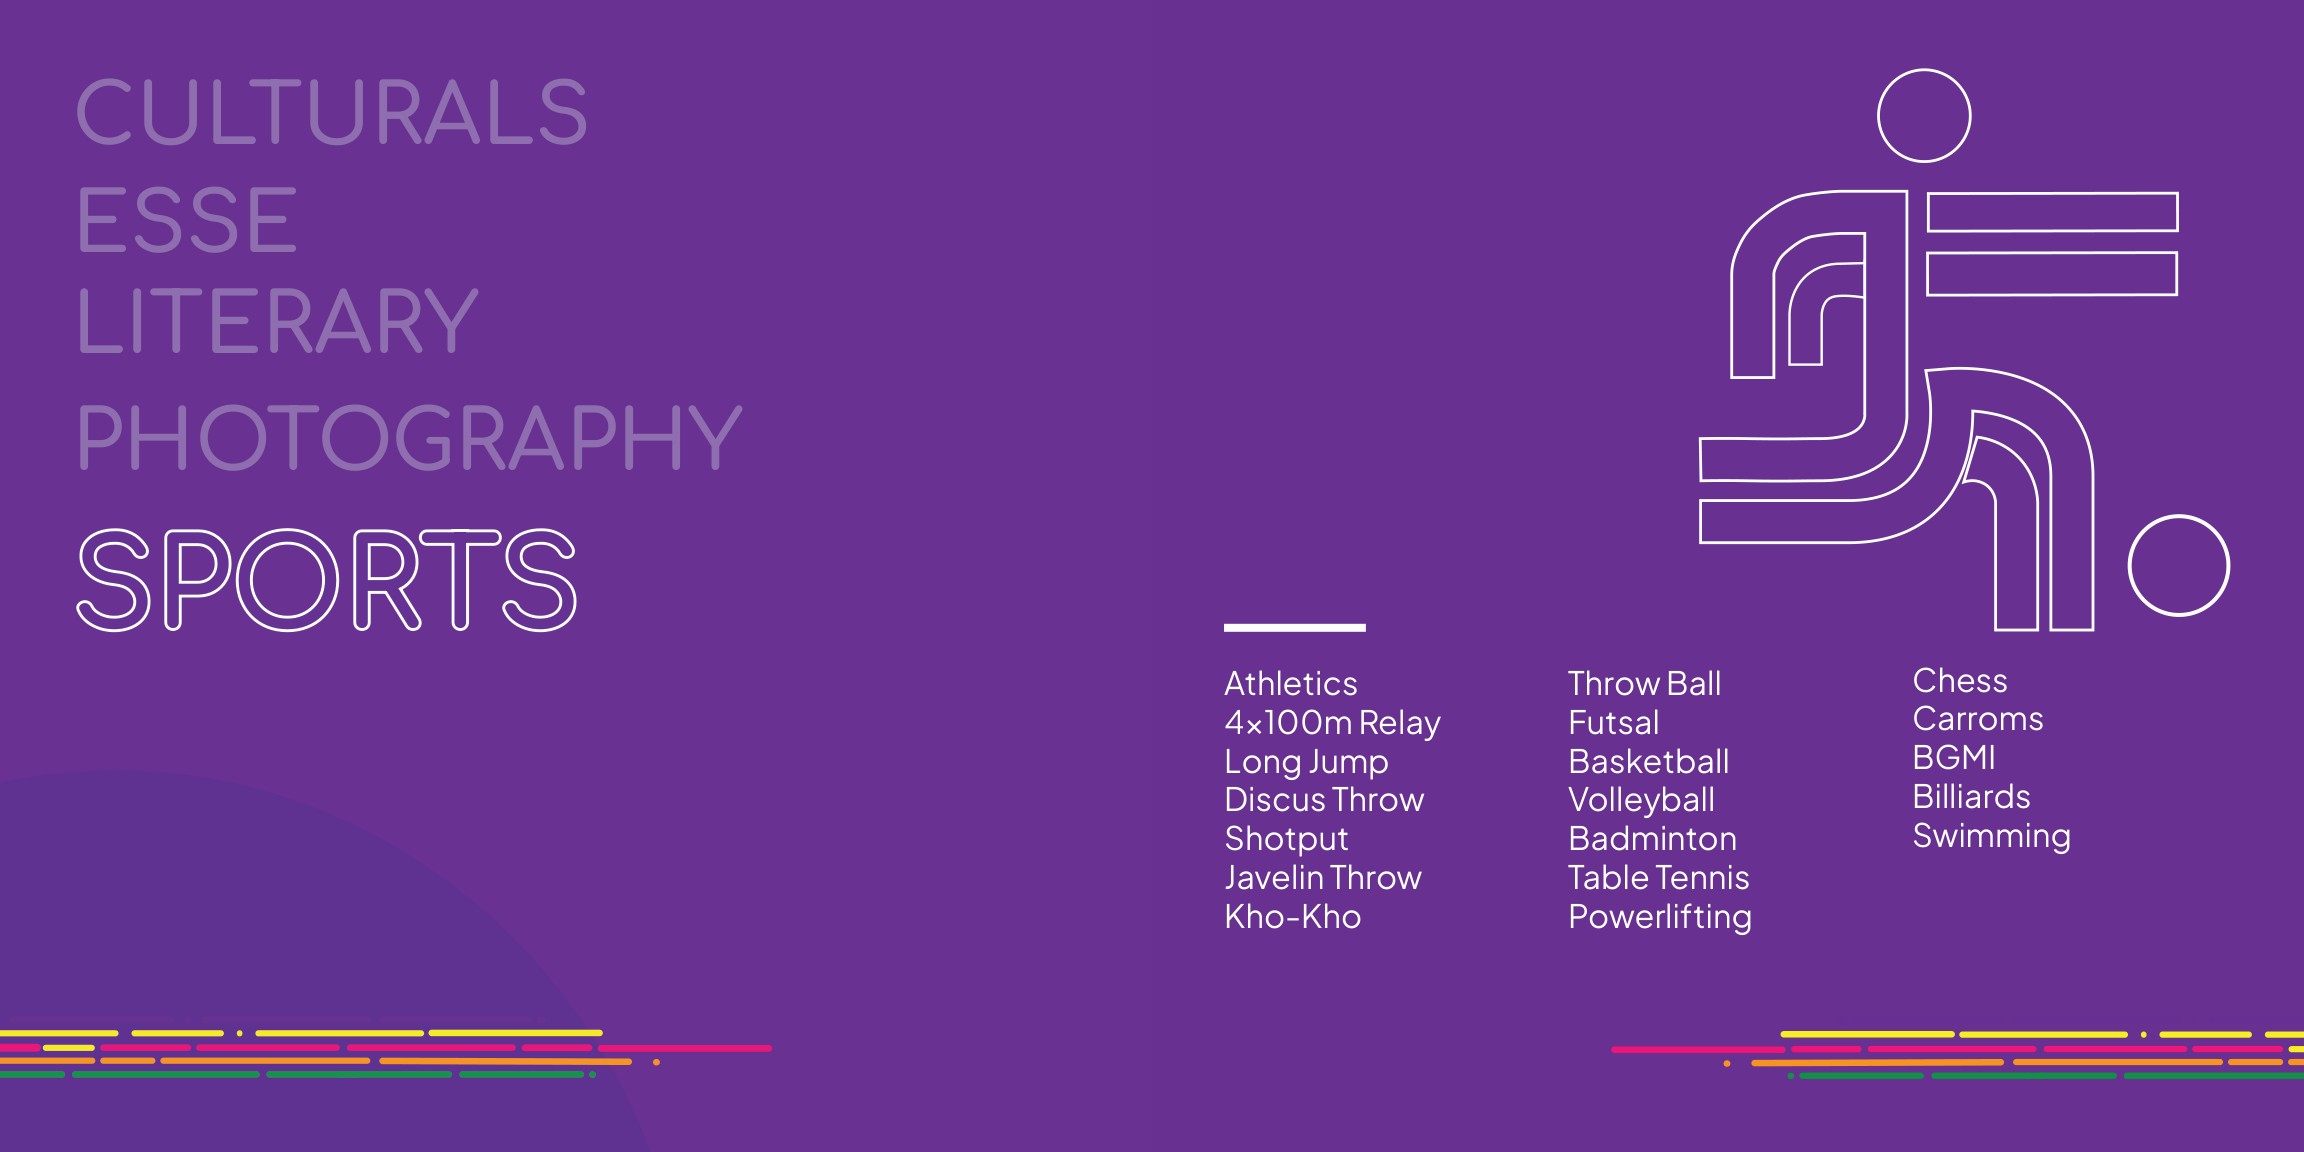 CULTURALS
ESSE
LITERARY
PHOTOGRAPHY
SPORTS
Athletics
4×100m Relay
Long Jump
Discus Throw
Shotput
Javelin Throw
Kho-Kho
Throw Ball
Futsal
Basketball
Volleyball
Badminton
Table Tennis
Powerlifting
Chess
Carroms
BGMI
Billiards
Swimming